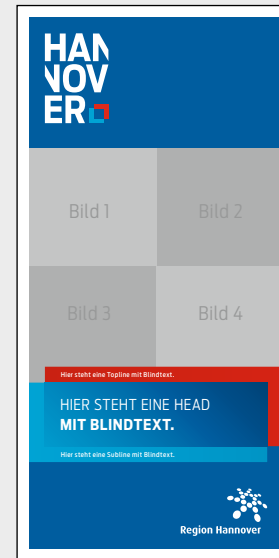 HAN
NOV
ER
Bild 1
Bild 2
Bild 3
Bild 4
Hier steht eine Topline mit Blindtext.
HIER STEHT EINE HEAD
MIT BLINDTEXT.
Hier steht eine Subline mit Blindtext.
Region Hannover